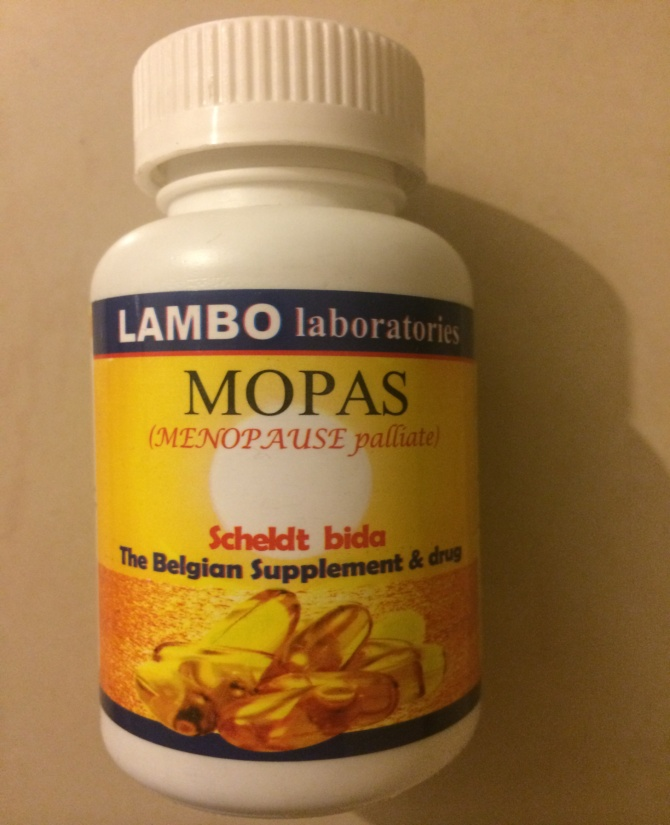 LAMBO laboratories
MOPAS
(MENOPAUSE palliate)
Scheldt bida
The Belgian Supplement & drug